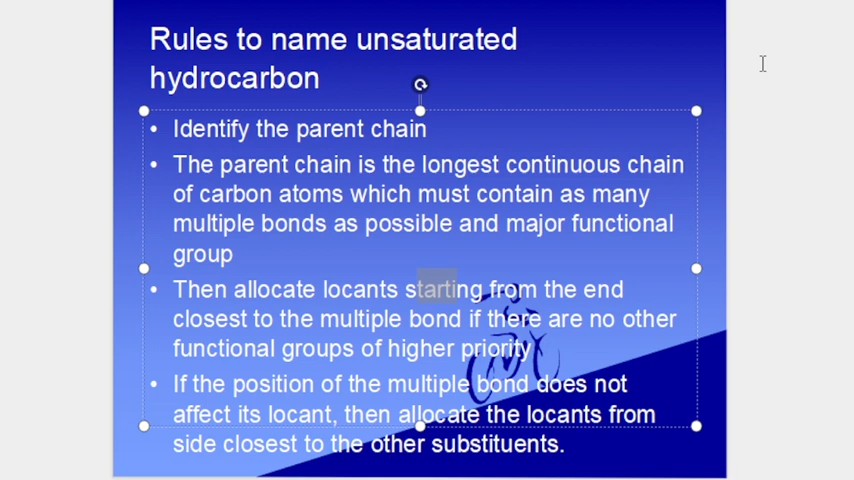 Rules to name unsaturated
hydrocarbon
• Identify the parent chain
• The parent chain is the longest continuous chain
of carbon atoms which must contain as many
multiple bonds as possible and major functional
group
• Then allocate locants starting from the end
closest to the multiple bond if there are no other
functional groups of higher priority
• If the position of the multiple bond does not
affect its locant, then allocate the locants from
side closest to the other substituents.